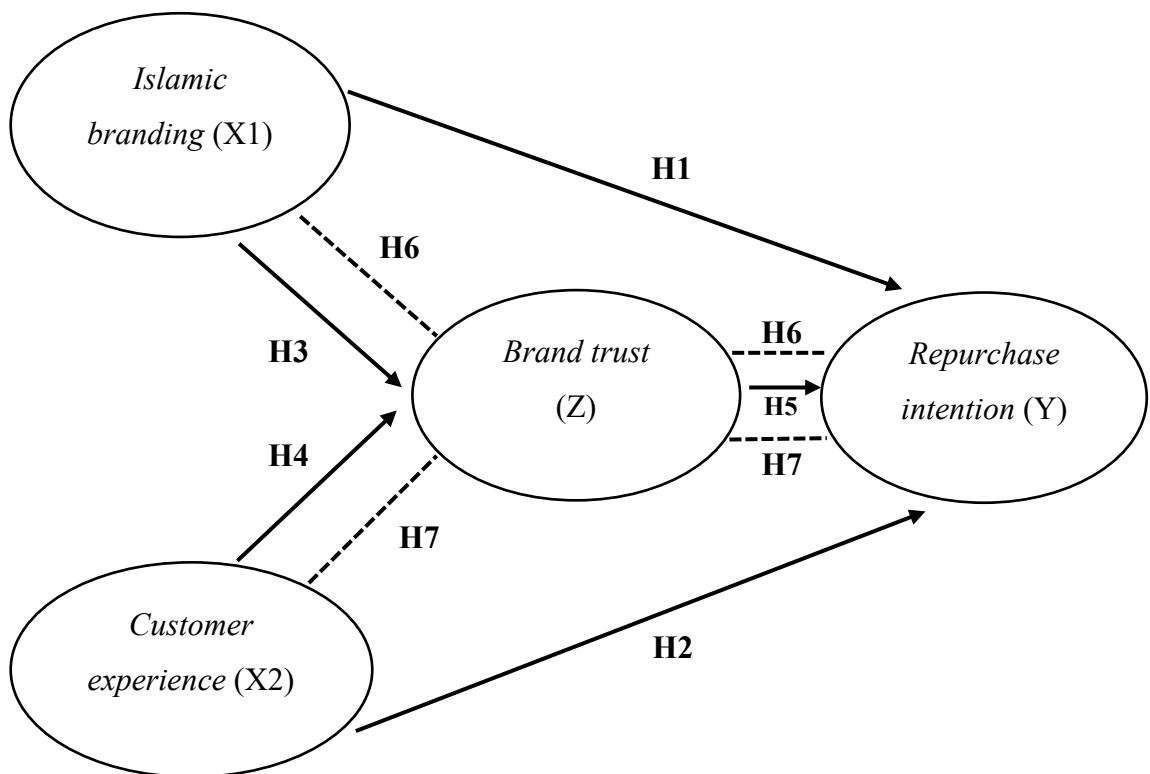 Islamic
branding (X1)
H1
H6
H3
Brand trust
(Z)
H6
H5
H7
Repurchase
intention (Y)
H4
H7
Customer
experience (X2)
H2